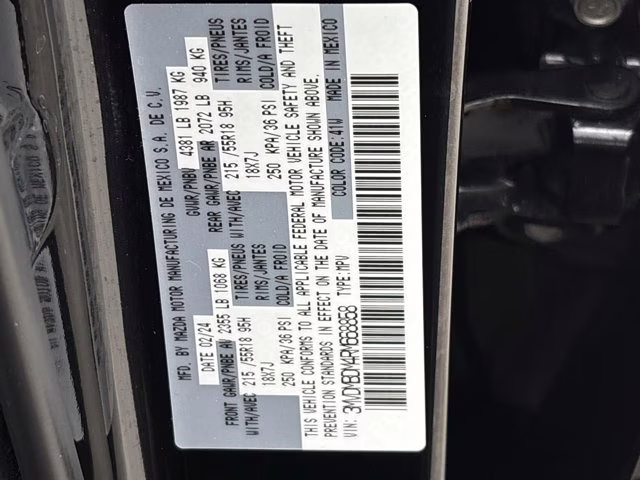 MFD. BY MAZDA MOTOR MANUFACTURING DE MEXICO S.A. DE C.V.
DATE 02/24 GVWR/PNBV 4381 LB 1987 KG
FRONT GAWR/PNBE AV 2355 LB 1068 KG REAR GAWR/PNBE AR 2072 LB 940 KG
TIRES/PNEUS WITH/AVEC TIRES/PNEUS
WITH/AVEC 215 /55R18 95H 215 /55R18 95H
RIMS/JANTES 18X7J RIMS/JANTES 18X7J
COLD/A FROID 250 KPA/36 PSI COLD/A FROID 250 KPA/36 PSI
THIS VEHICLE CONFORMS TO ALL APPLICABLE FEDERAL MOTOR VEHICLE SAFETY AND THEFT
PREVENTION STANDARDS IN EFFECT ON THE DATE OF MANUFACTURE SHOWN ABOVE.
VIN: TYPE:MPV COLOR CODE:41W MADE IN MEXICO